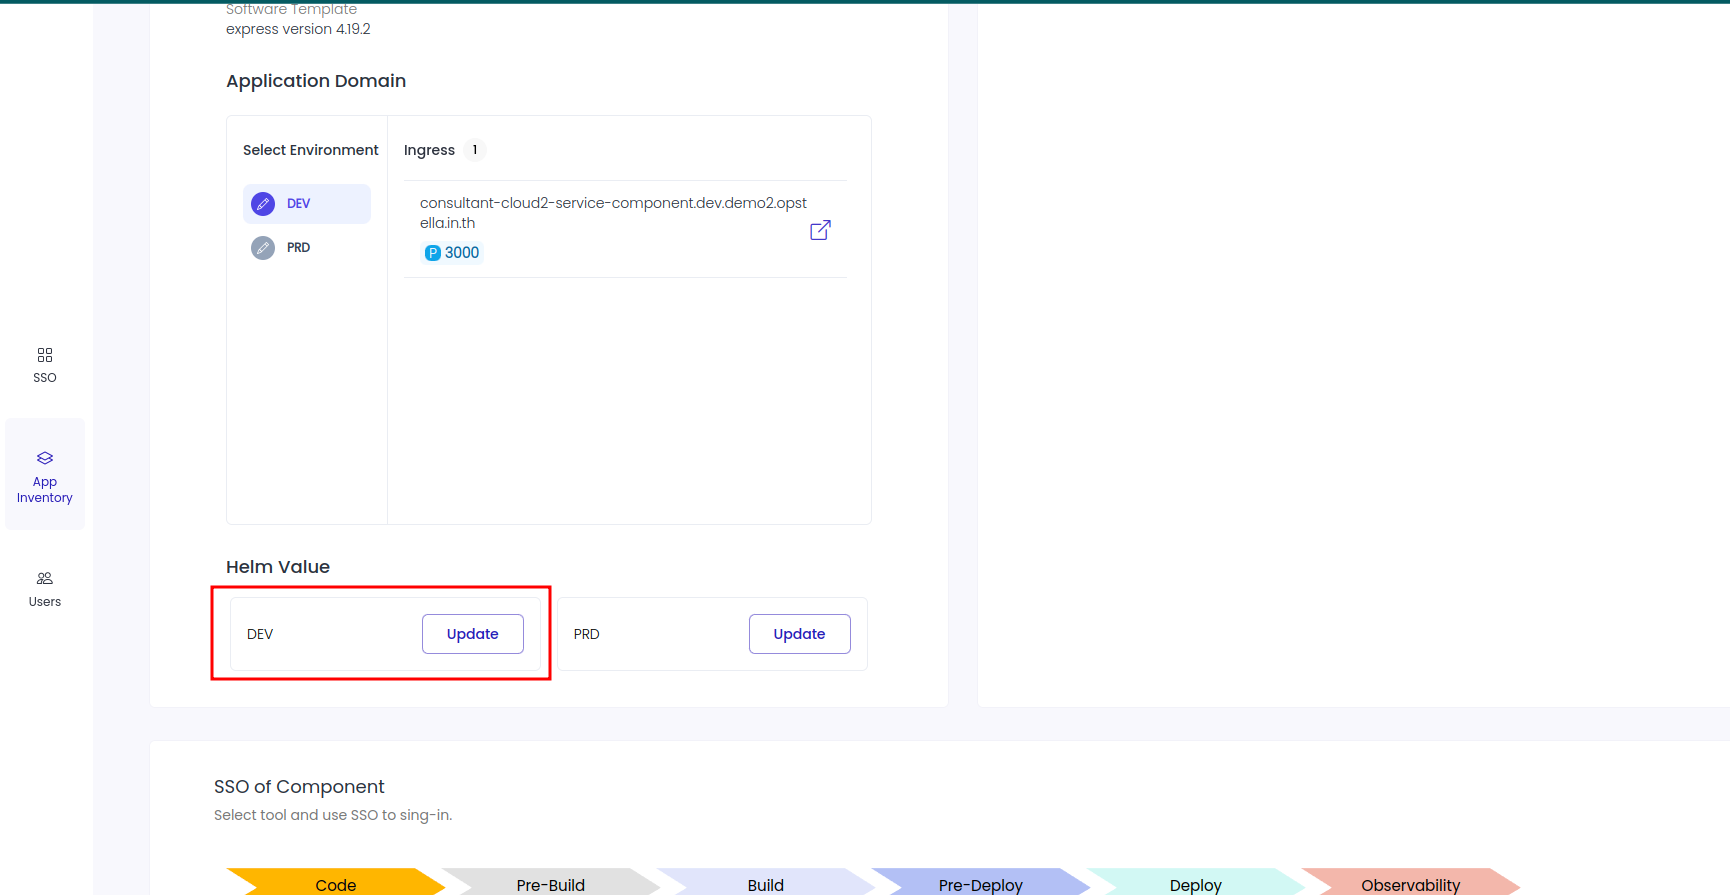 Software Template
express version 4.19.2
Application Domain
Select Environment
DEV
PRD
Ingress 1
consultant-cloud2-service-component.dev.demo2.opst
ella.in.th
P 3000
SSO
App
Inventory
Users
Helm Value
DEV
Update
PRD
Update
SSO of Component
Select tool and use SSO to sing-in.
Code
Pre-Build
Build
Pre-Deploy
Deploy
Observability